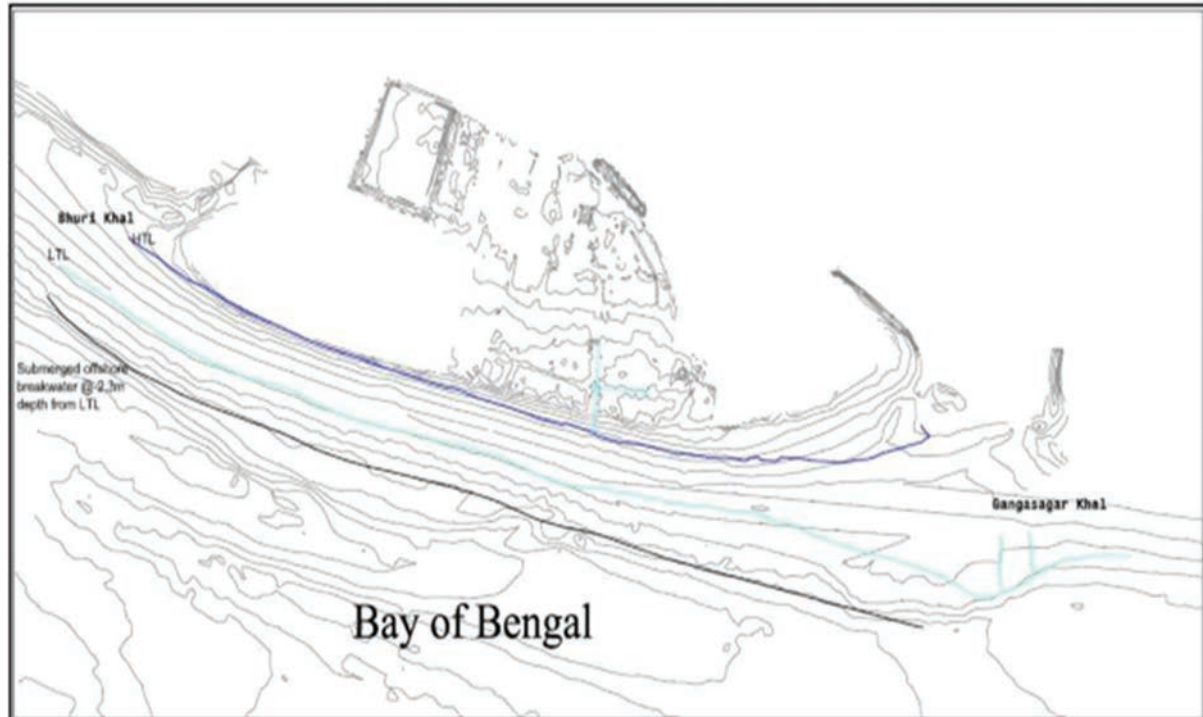 Bhuri Khal
HTL
LTL
Submerged offshore
breakwater @-2.3m
depth from LTL
Gangasagar Khal
Bay of Bengal